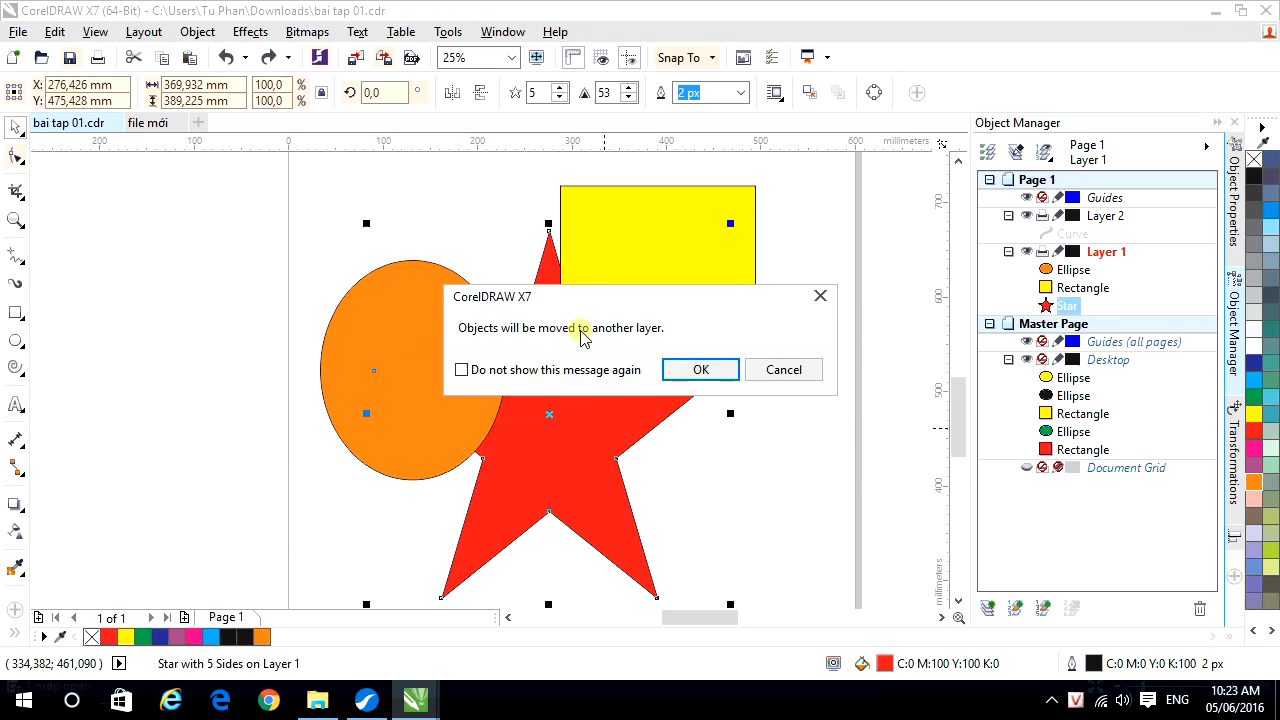 CorelDRAW X7 (64-Bit) - C:\Users\Tu Phan\Downloads\bai tap 01.cdr
File Edit View Layout Object Effects Bitmaps Text Table Tools Window Help
25% Snap To
X: 276,426 mm 369,932 mm 100,0 % 0,0 ° 5 53 2 px
Y: 475,428 mm 389,225 mm 100,0 %
bai tap 01.cdr file mới
200 100 0 100 200 300 400 500 600 millimeters
700
600
500
400
millimeters
Object Manager
Page 1
Layer 1
Page 1
Guides
Layer 2
Curve
Layer 1
Ellipse
Rectangle
Star
Master Page
Guides (all pages)
Desktop
Ellipse
Ellipse
Rectangle
Ellipse
Rectangle
Document Grid
Object Properties
Object Manager
Transformations
CorelDRAW X7
Objects will be moved to another layer.
Do not show this message again OK Cancel
1 of 1 Page 1
( 334,382; 461,090 ) Star with 5 Sides on Layer 1 C:0 M:100 Y:100 K:0 C:0 M:0 Y:0 K:100 2 px
ENG
10:23 AM
05/06/2016